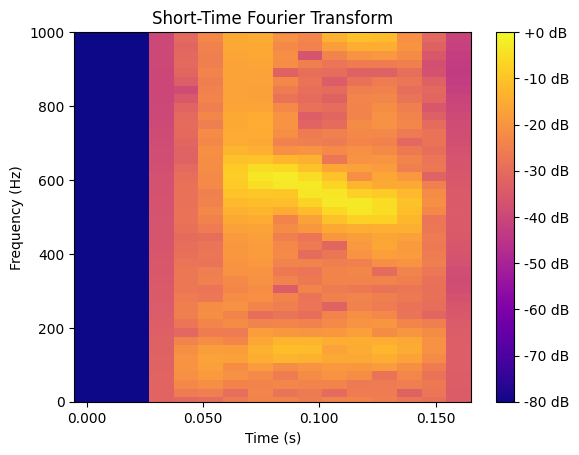 Short-Time Fourier Transform
1000
800
600
400
200
0
Frequency (Hz)
0.000
0.050
0.100
0.150
Time (s)
+0 dB
-10 dB
-20 dB
-30 dB
-40 dB
-50 dB
-60 dB
-70 dB
-80 dB